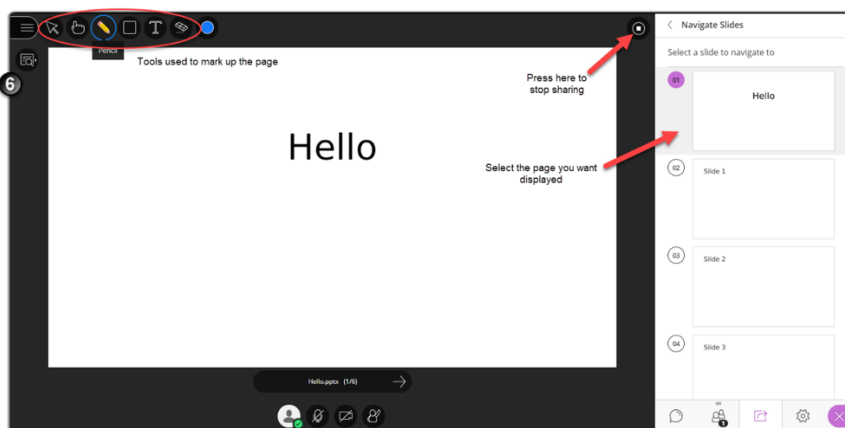 Navigate Slides
Select a slide to navigate to
T
Pencil
Tools used to mark up the page
6
Press here to
stop sharing
Hello
Select the page you want
displayed
01
Hello
02
Slide 1
03
Slide 2
04
Slide 3
Hello.pptx (1/6)
1